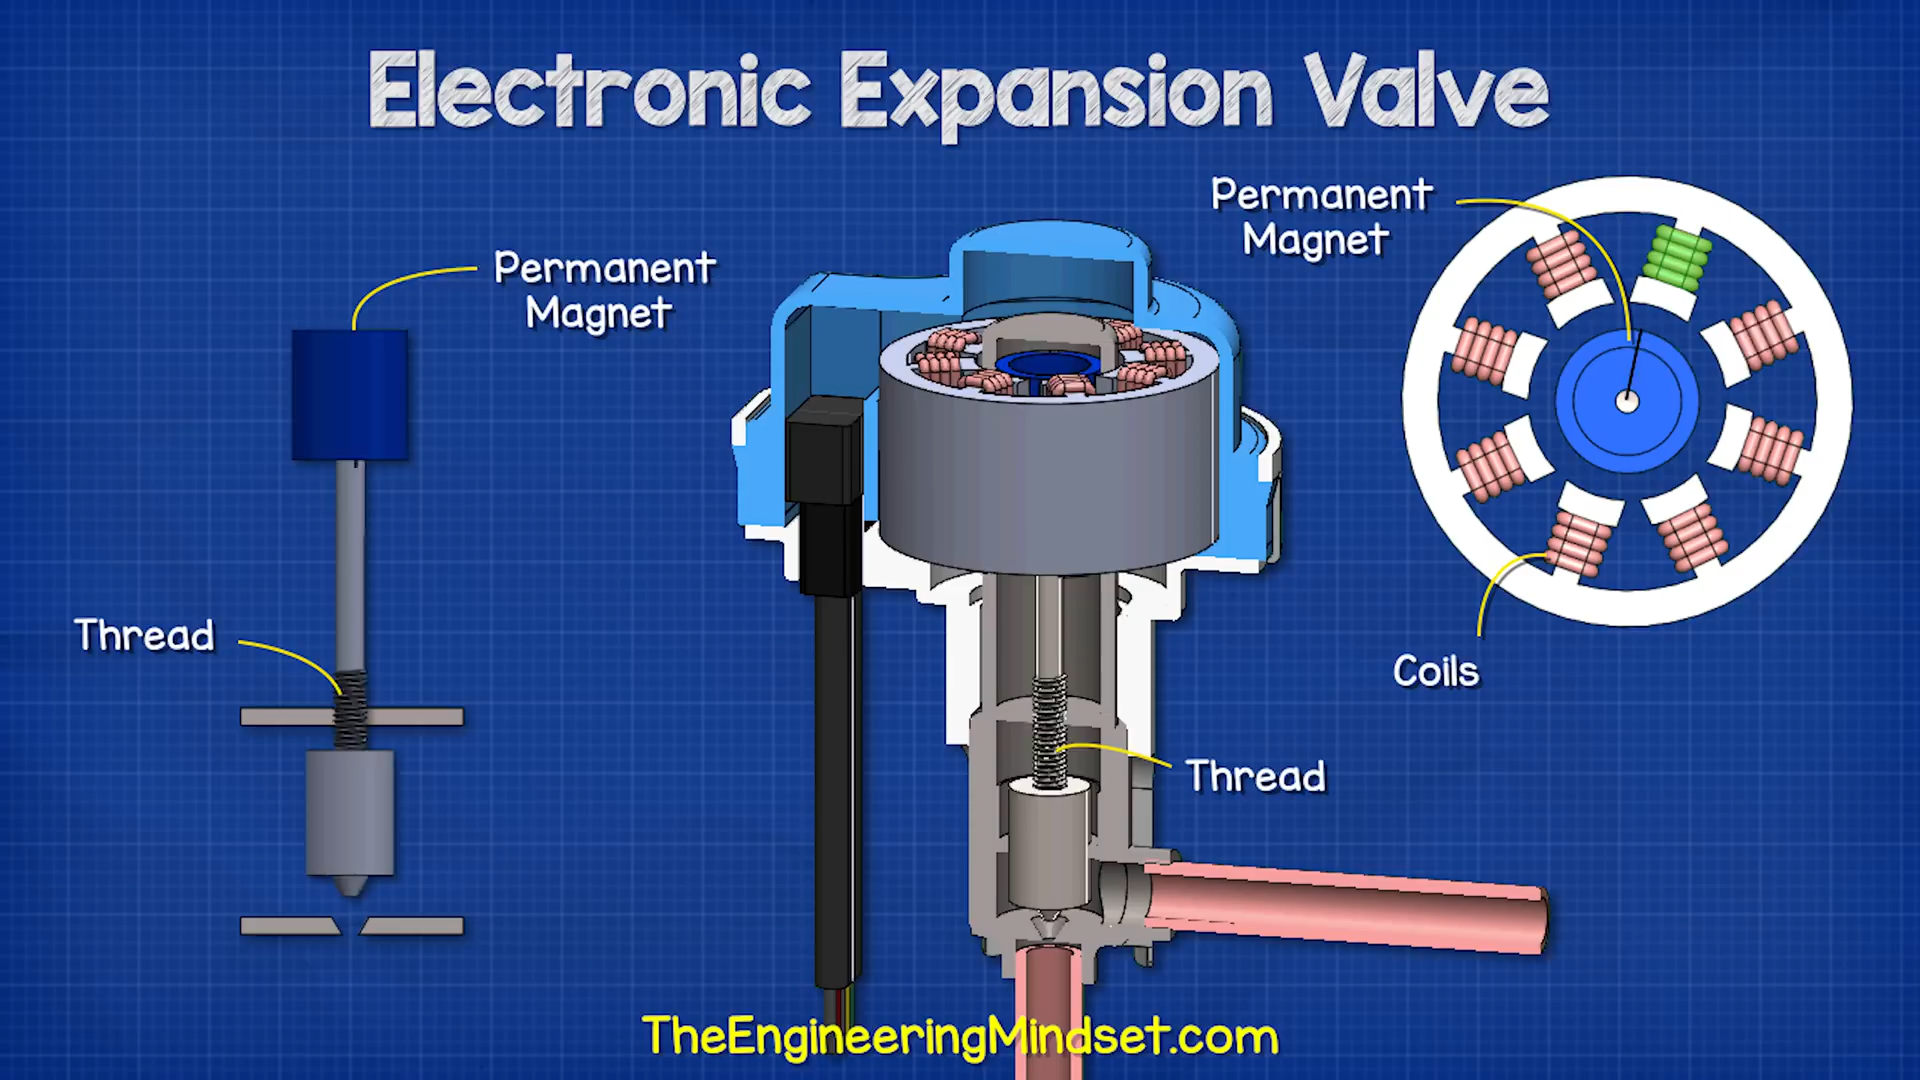 Electronic Expansion Valve
Permanent
Magnet
Permanent
Magnet
Thread
Coils
Thread
TheEngineeringMindset.com